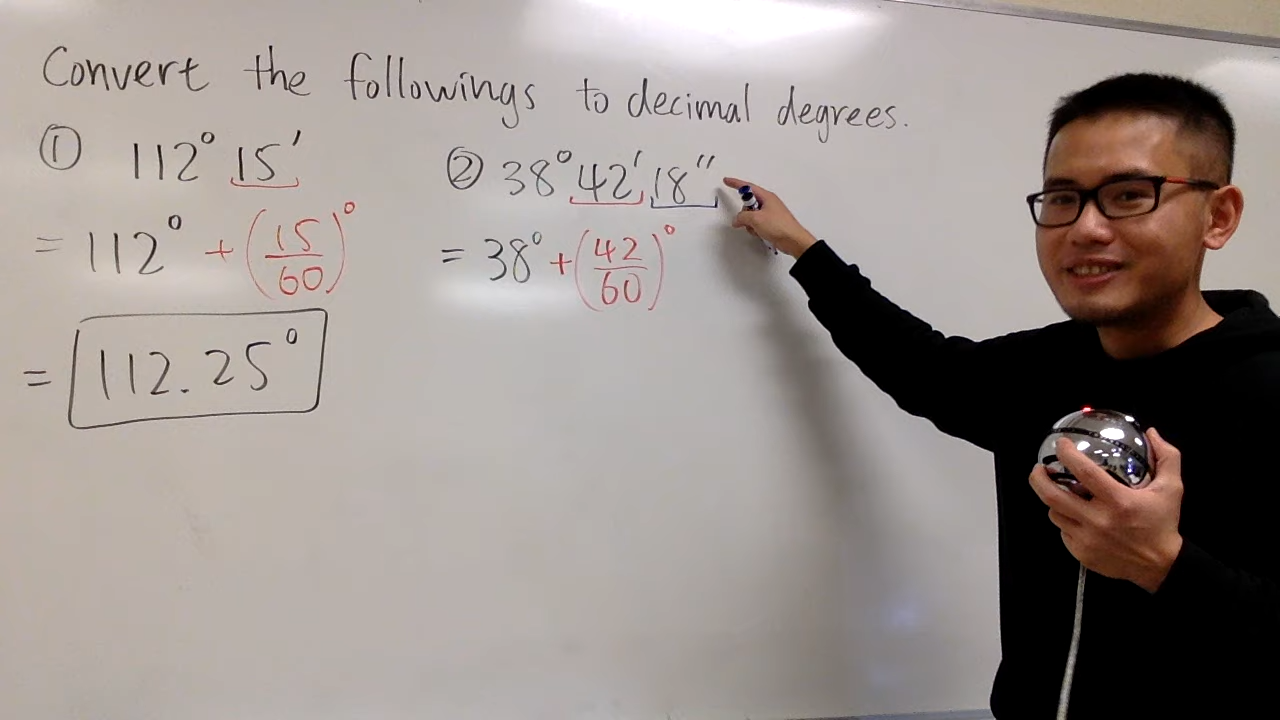 Convert the followings to decimal degrees.
① 112° 15'
= 112° + (15/60)°
= 112.25°
② 38° 42' 18"
= 38° + (42/60)°